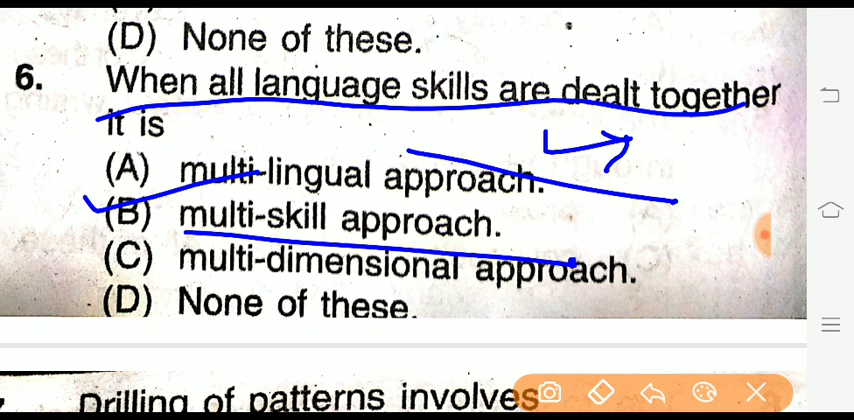 (D) None of these.
6. When all language skills are dealt together
it is
(A) multi-lingual approach.
(B) multi-skill approach.
(C) multi-dimensional approach.
(D) None of these.
Drilling of patterns involves